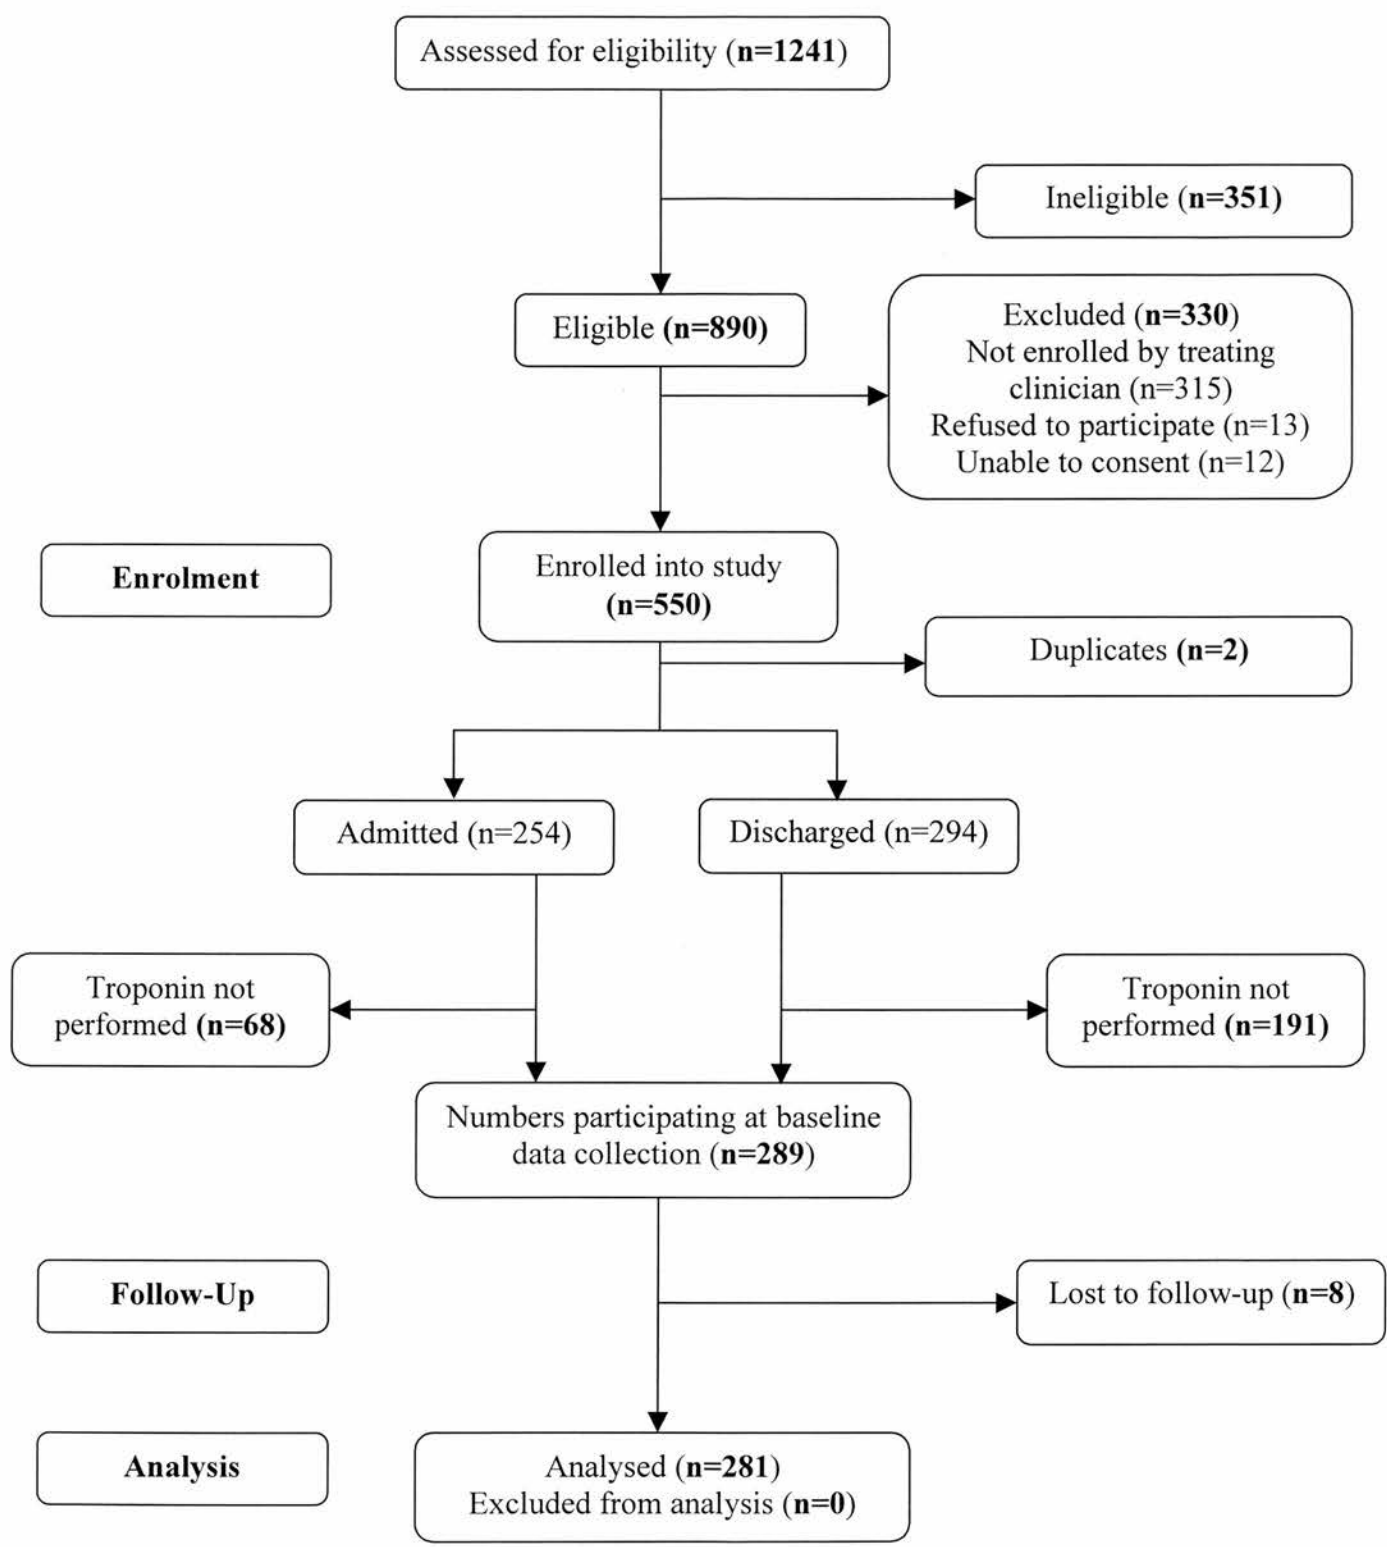 Assessed for eligibility (n=1241)
Ineligible (n=351)
Eligible (n=890)
Excluded (n=330)
Not enrolled by treating
clinician (n=315)
Refused to participate (n=13)
Unable to consent (n=12)
Enrolment
Enrolled into study
(n=550)
Duplicates (n=2)
Admitted (n=254)
Discharged (n=294)
Troponin not
performed (n=68)
Troponin not
performed (n=191)
Numbers participating at baseline
data collection (n=289)
Follow-Up
Lost to follow-up (n=8)
Analysis
Analysed (n=281)
Excluded from analysis (n=0)